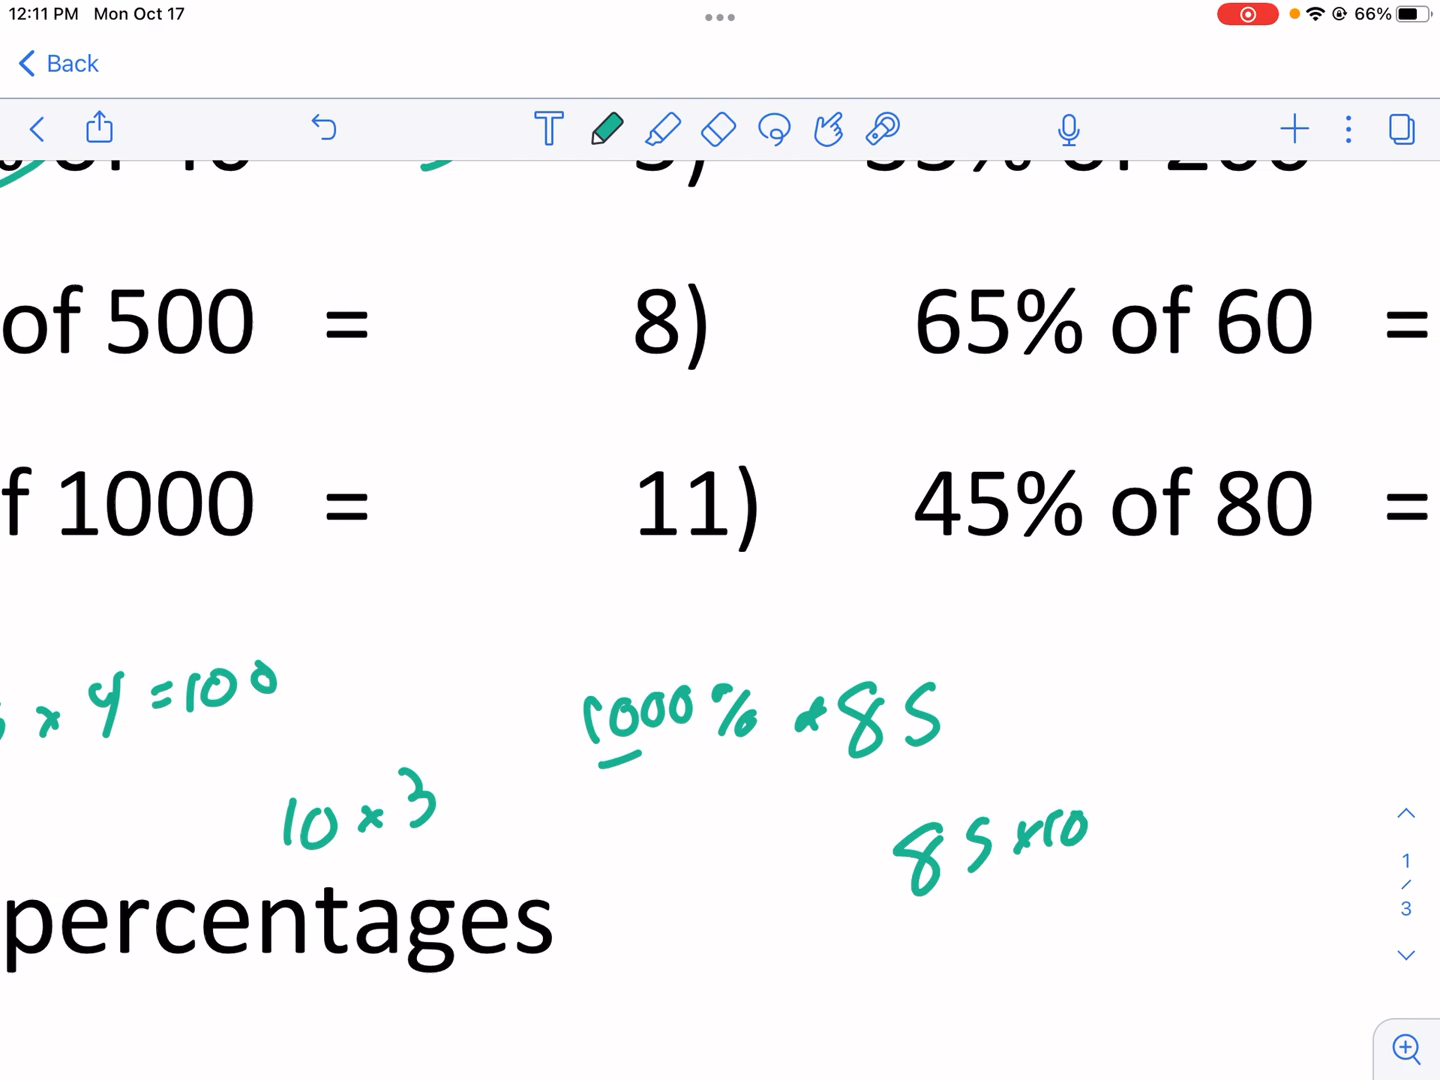 12:11 PM Mon Oct 17
66%
Back
of 500 =
8) 65% of 60 =
f 1000 =
11) 45% of 80 =
x 4 = 100
1000% * 85
10 x 3
85 x 10
1
/
3
percentages